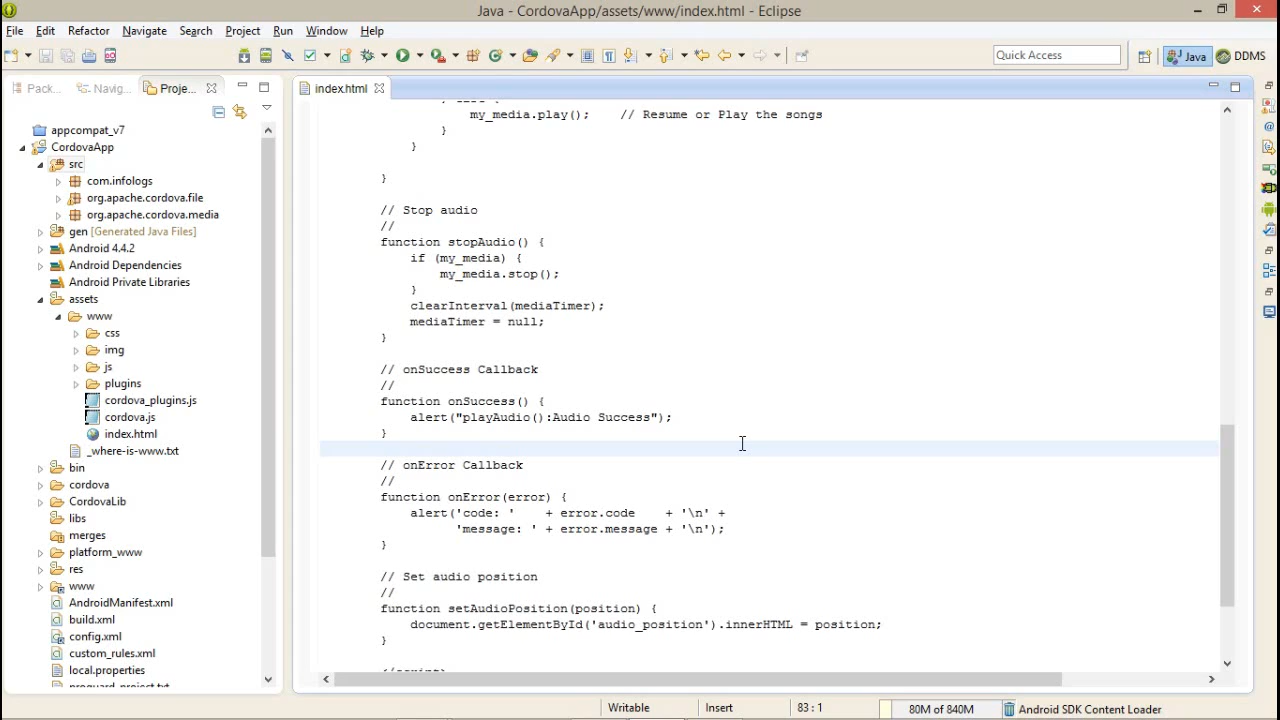 Java - CordovaApp/assets/www/index.html - Eclipse
File Edit Refactor Navigate Search Project Run Window Help
Quick Access
Java
DDMS
Pack...
Navig...
Proje...
index.html
appcompat_v7
CordovaApp
src
com.infologs
org.apache.cordova.file
org.apache.cordova.media
gen [Generated Java Files]
Android 4.4.2
Android Dependencies
Android Private Libraries
assets
www
css
img
js
plugins
cordova_plugins.js
cordova.js
index.html
_where-is-www.txt
bin
cordova
CordovaLib
libs
merges
platform_www
res
www
AndroidManifest.xml
build.xml
config.xml
custom_rules.xml
local.properties
proguard_project.txt
my_media.play();    // Resume or Play the songs
}
}
}
// Stop audio
//
function stopAudio() {
if (my_media) {
my_media.stop();
}
clearInterval(mediaTimer);
mediaTimer = null;
}
// onSuccess Callback
//
function onSuccess() {
alert("playAudio():Audio Success");
}
// onError Callback
//
function onError(error) {
alert('code: '    + error.code    + '\n' +
'message: ' + error.message + '\n');
}
// Set audio position
//
function setAudioPosition(position) {
document.getElementById('audio_position').innerHTML = position;
}
</script>
Writable
Insert
83 : 1
80M of 840M
Android SDK Content Loader